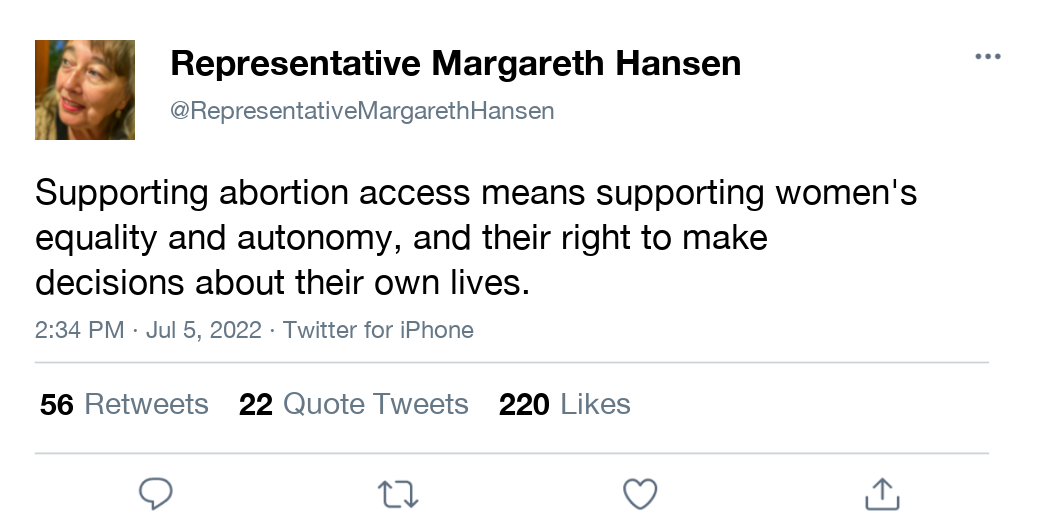 Representative Margareth Hansen
@RepresentativeMargarethHansen
Supporting abortion access means supporting women's
equality and autonomy, and their right to make
decisions about their own lives.
2:34 PM · Jul 5, 2022 · Twitter for iPhone
56 Retweets 22 Quote Tweets 220 Likes